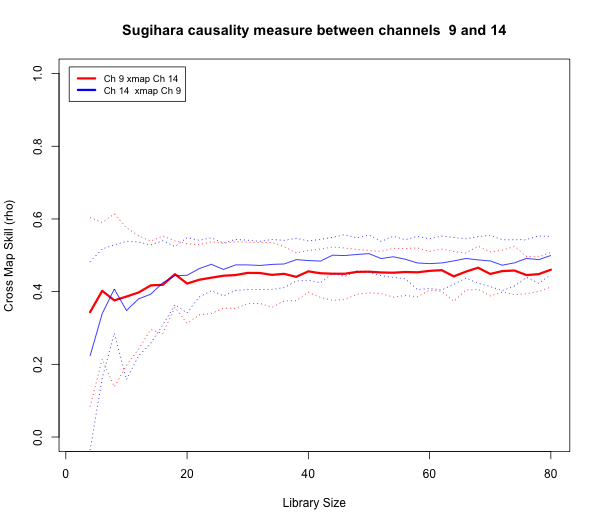 Sugihara causality measure between channels  9 and 14
Ch 9 xmap Ch 14
Ch 14  xmap Ch 9
Cross Map Skill (rho)
1.0
0.8
0.6
0.4
0.2
0.0
0 20 40 60 80
Library Size